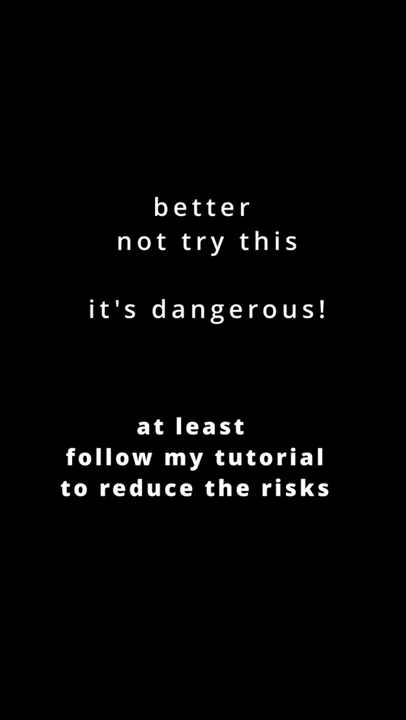 better
not try this
it's dangerous!
at least
follow my tutorial
to reduce the risks